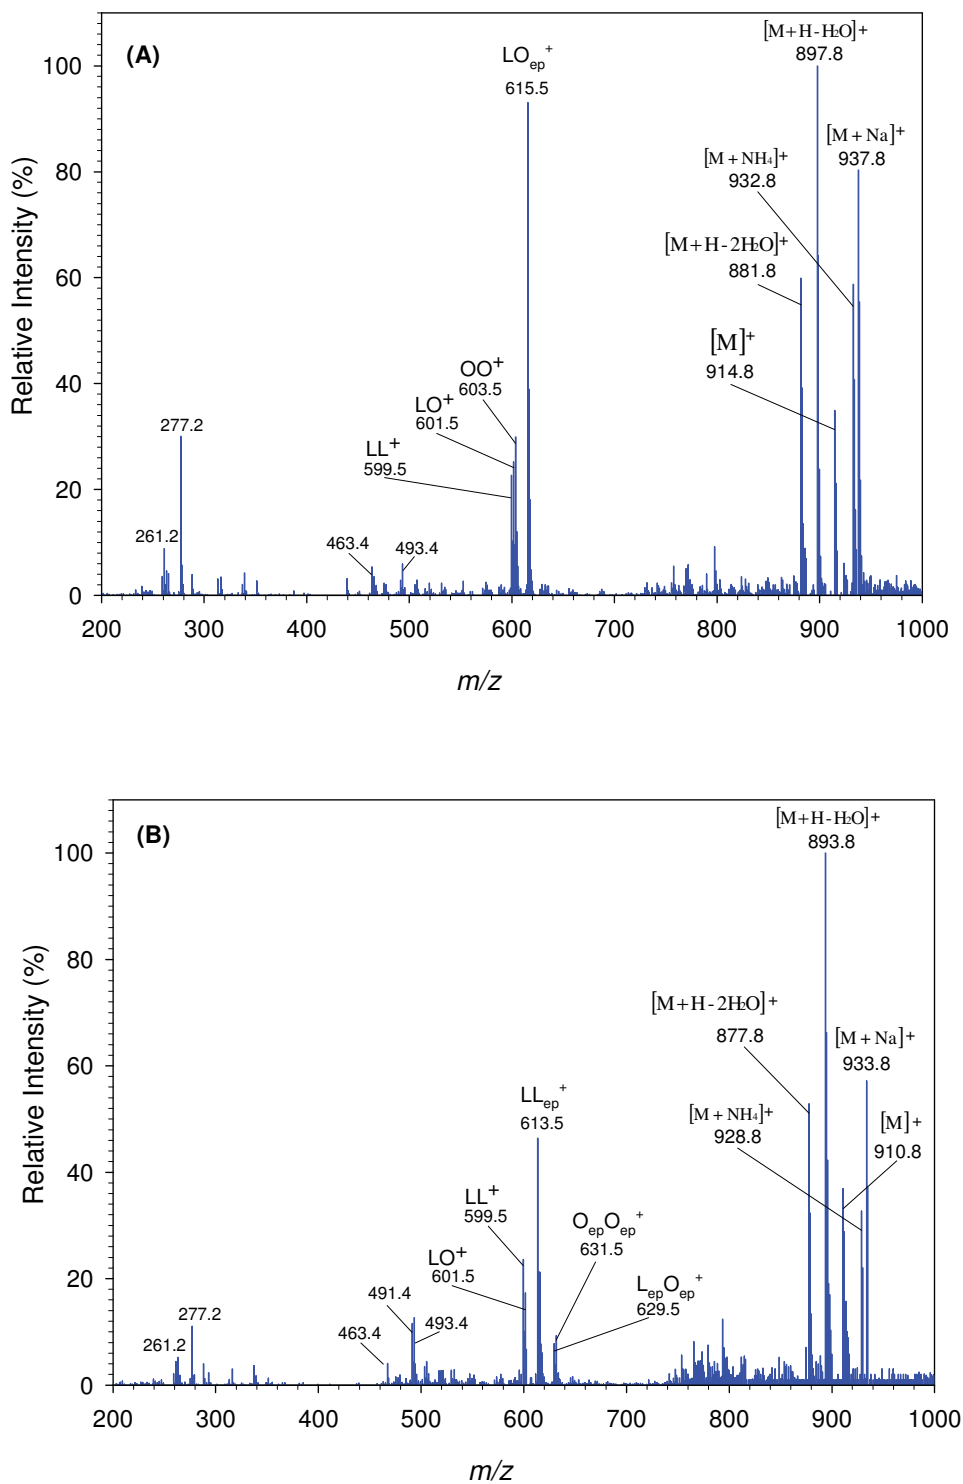 (A)
[M+H-H₂O]⁺
897.8
LOₑₚ⁺
615.5
[M+Na]⁺
937.8
[M+NH₄]⁺
932.8
[M+H-2H₂O]⁺
881.8
[M]⁺
914.8
OO⁺
603.5
LO⁺
601.5
LL⁺
599.5
277.2
261.2
463.4
493.4
Relative Intensity (%)
100
80
60
40
20
0
200 300 400 500 600 700 800 900 1000
m/z
(B)
[M+H-H₂O]⁺
893.8
[M+H-2H₂O]⁺
877.8
[M+Na]⁺
933.8
[M+NH₄]⁺
928.8
[M]⁺
910.8
LLₑₚ⁺
613.5
LL⁺
599.5
OₑₚOₑₚ⁺
631.5
LO⁺
601.5
LₑₚOₑₚ⁺
629.5
491.4
493.4
463.4
277.2
261.2
Relative Intensity (%)
100
80
60
40
20
0
200 300 400 500 600 700 800 900 1000
m/z